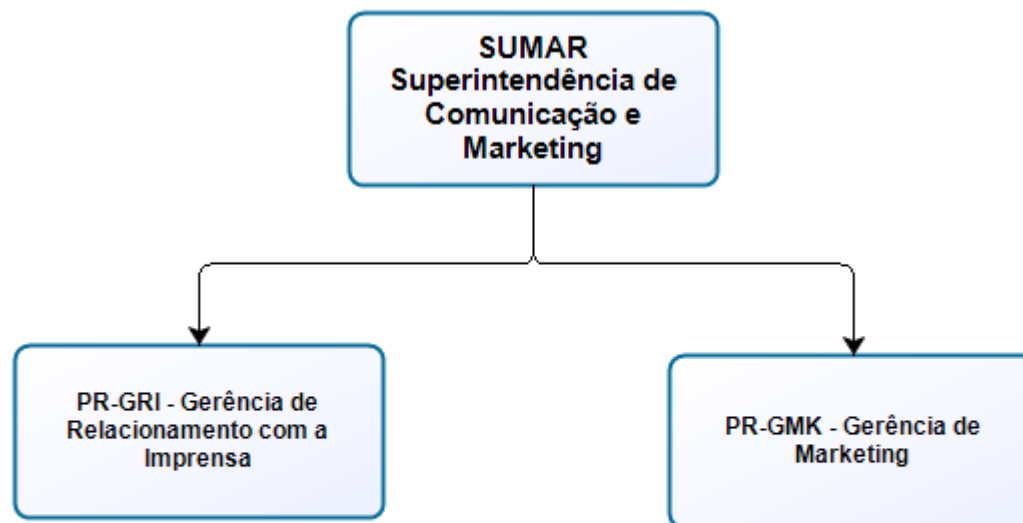 SUMAR
Superintendência de
Comunicação e
Marketing
PR-GRI - Gerência de
Relacionamento com a
Imprensa
PR-GMK - Gerência de
Marketing